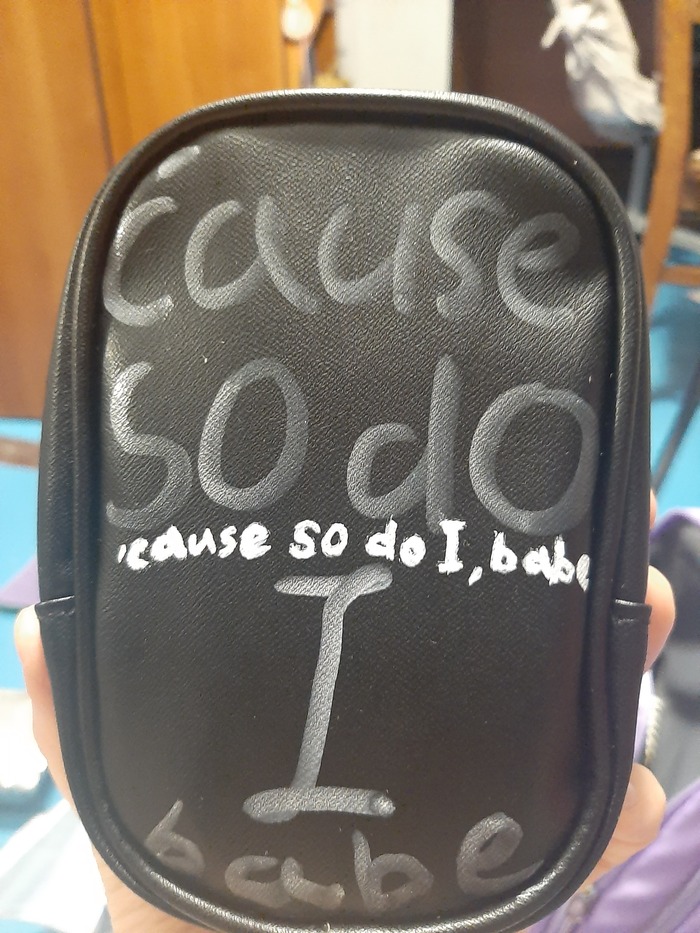 'cause
so do
'cause so do I, babe
I
babe